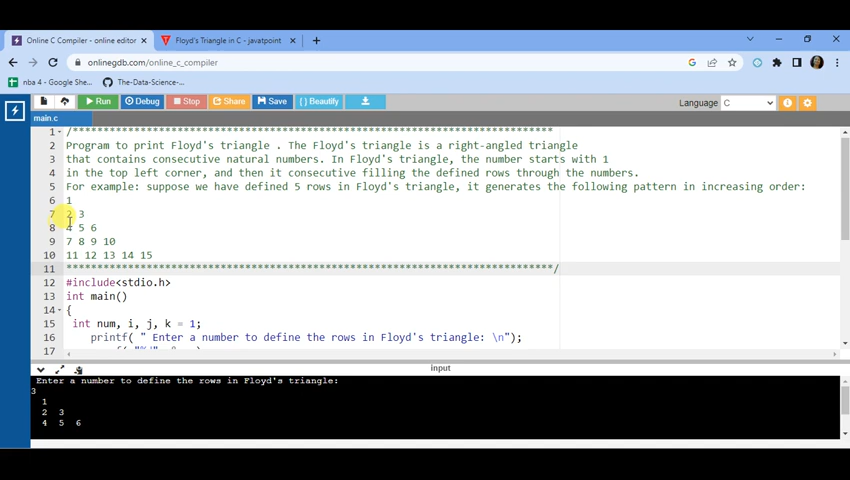 Online C Compiler - online editor
Floyd's Triangle in C - javatpoint
onlinegdb.com/online_c_compiler
nba 4 - Google She...
The-Data-Science-...
Run
Debug
Stop
Share
Save
{ } Beautify
Language C
main.c
1 /******************************************************************************
2 Program to print Floyd's triangle . The Floyd's triangle is a right-angled triangle
3 that contains consecutive natural numbers. In Floyd's triangle, the number starts with 1
4 in the top left corner, and then it consecutive filling the defined rows through the numbers.
5 For example: suppose we have defined 5 rows in Floyd's triangle, it generates the following pattern in increasing order:
6 1
7 2 3
8 4 5 6
9 7 8 9 10
10 11 12 13 14 15
11 *******************************************************************************/
12 #include<stdio.h>
13 int main()
14 {
15 int num, i, j, k = 1;
16 printf( " Enter a number to define the rows in Floyd's triangle: \n");
17
input
Enter a number to define the rows in Floyd's triangle:
3
1
2 3
4 5 6